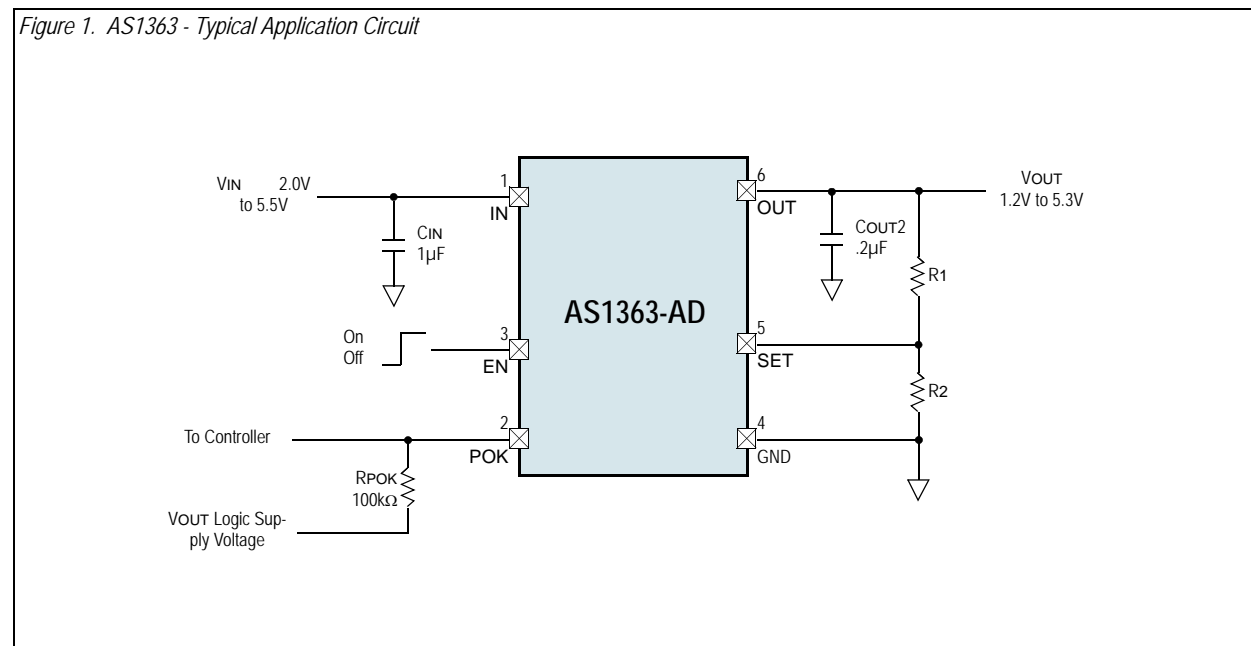 Figure 1. AS1363 - Typical Application Circuit
VIN 2.0V
to 5.5V
CIN
1µF
1
IN
On
Off
3
EN
To Controller
2
POK
RPOK
100kΩ
VOUT Logic Sup-
ply Voltage
AS1363-AD
6
OUT
COUT2
.2µF
VOUT
1.2V to 5.3V
R1
5
SET
R2
4
GND